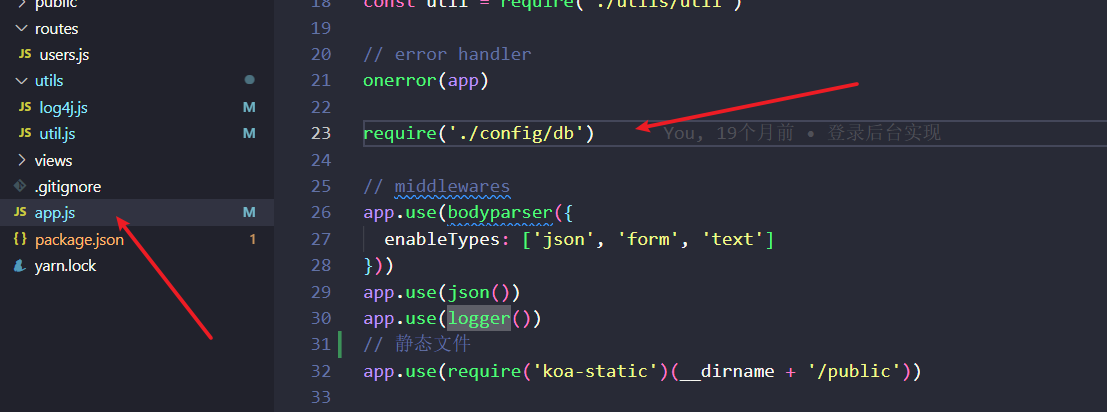 public
routes
JS users.js
utils
JS log4j.js M
JS util.js M
views
.gitignore
JS app.js M
{ } package.json 1
yarn.lock
18 const util = require('./utils/util')
19
20 // error handler
21 onerror(app)
22
23 require('./config/db') You, 19个月前 • 登录后台实现
24
25 // middlewares
26 app.use(bodyparser({
27 enableTypes: ['json', 'form', 'text']
28 }))
29 app.use(json())
30 app.use(logger())
31 // 静态文件
32 app.use(require('koa-static')(__dirname + '/public'))
33